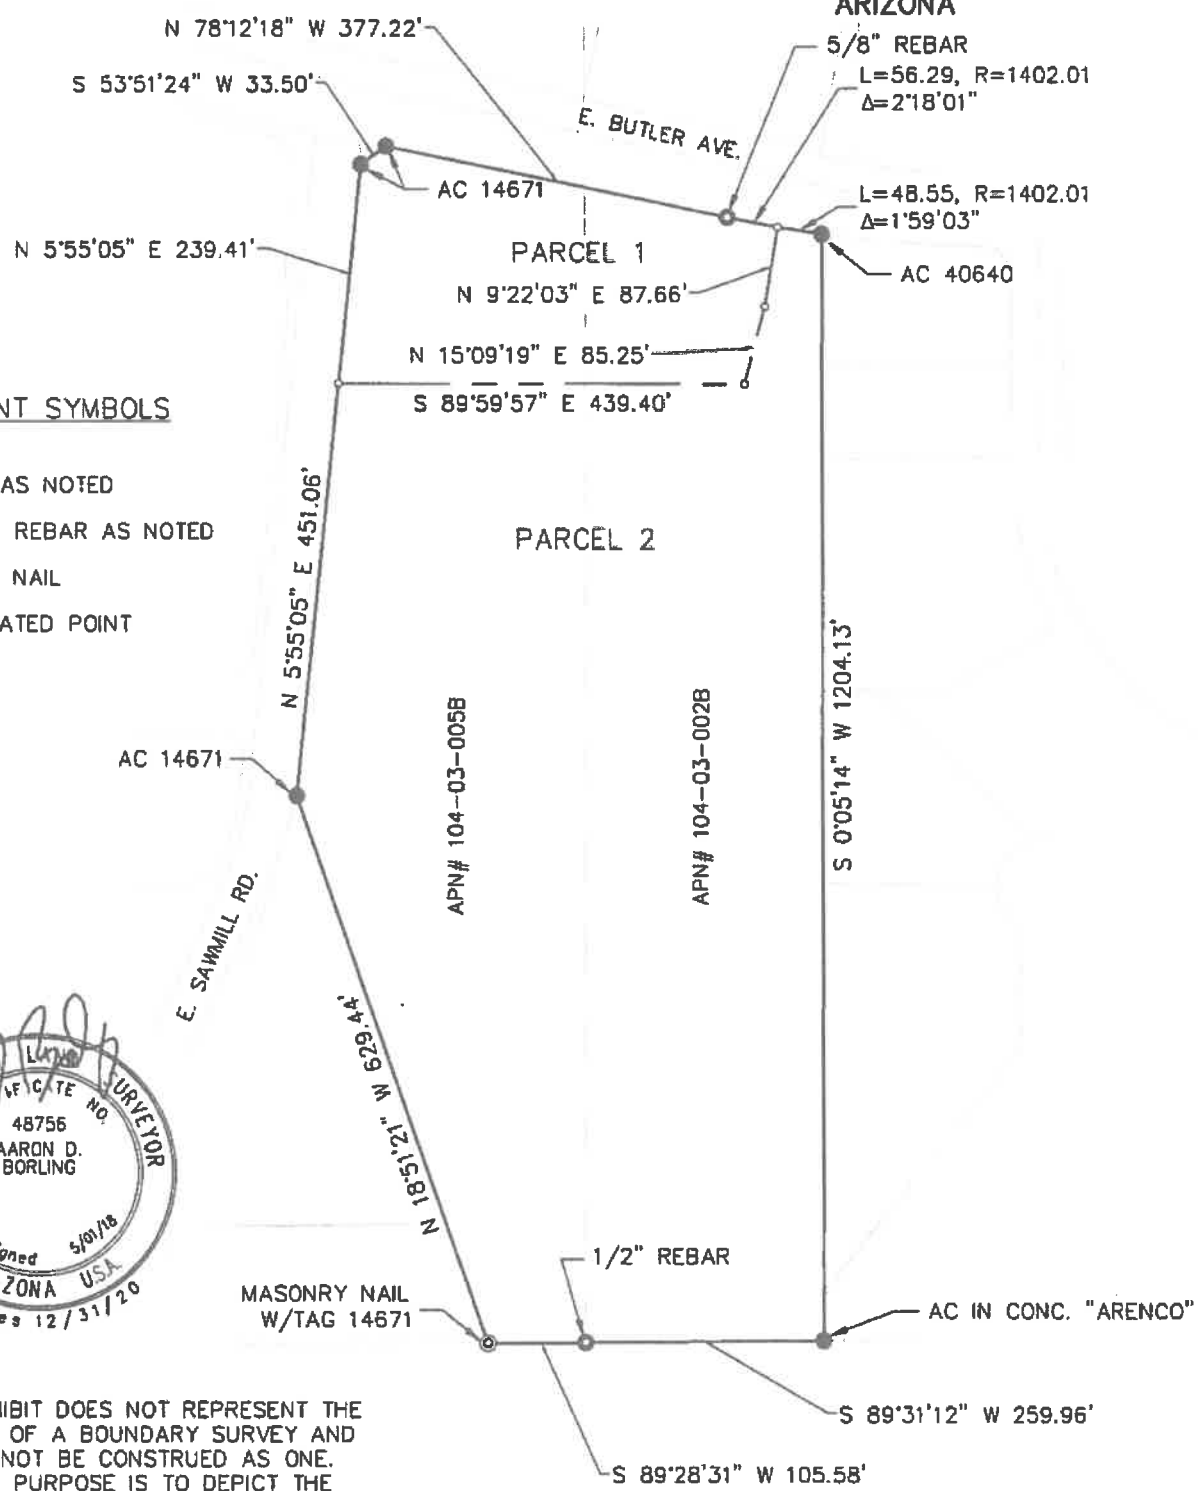 ARIZONA
N 78°12'18" W 377.22'
5/8" REBAR
S 53°51'24" W 33.50'
L=56.29, R=1402.01
Δ=2°18'01"
E. BUTLER AVE.
AC 14671
L=48.55, R=1402.01
Δ=1°59'03"
N 5°55'05" E 239.41'
PARCEL 1
AC 40640
N 9°22'03" E 87.66'
N 15°09'19" E 85.25'
S 89°59'57" E 439.40'
NT SYMBOLS
AS NOTED
REBAR AS NOTED
NAIL
ATED POINT
N 5°55'05" E 451.06'
PARCEL 2
S 0°05'14" W 1204.13'
AC 14671
APN# 104-03-005B
APN# 104-03-002B
E. SAWMILL RD.
N 18°51'21" W 629.44'
LAND
SURVEYOR
IFICATE NO.
48756
AARON D.
BORLING
gned 5/01/18
ZONA U.S.A.
es 12/31/20
1/2" REBAR
MASONRY NAIL
W/TAG 14671
AC IN CONC. "ARENCO"
S 89°31'12" W 259.96'
S 89°28'31" W 105.58'
IBIT DOES NOT REPRESENT THE
OF A BOUNDARY SURVEY AND
NOT BE CONSTRUED AS ONE.
PURPOSE IS TO DEPICT THE